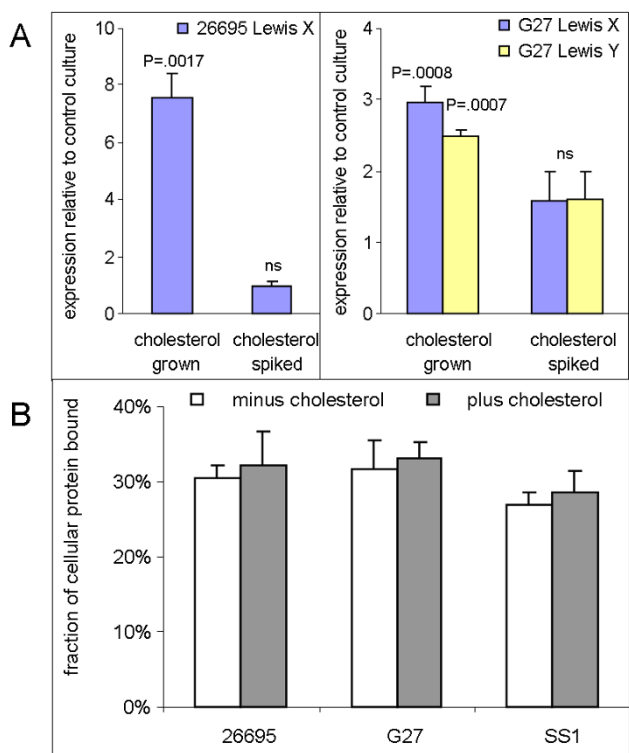 A
26695 Lewis X
expression relative to control culture
8
6
4
2
0
P=.0017
ns
cholesterol
grown
cholesterol
spiked
G27 Lewis X
G27 Lewis Y
expression relative to control culture
4
3
2
1
0
P=.0008
P=.0007
ns
cholesterol
grown
cholesterol
spiked
B
minus cholesterol
plus cholesterol
fraction of cellular protein bound
40%
30%
20%
10%
0%
26695
G27
SS1